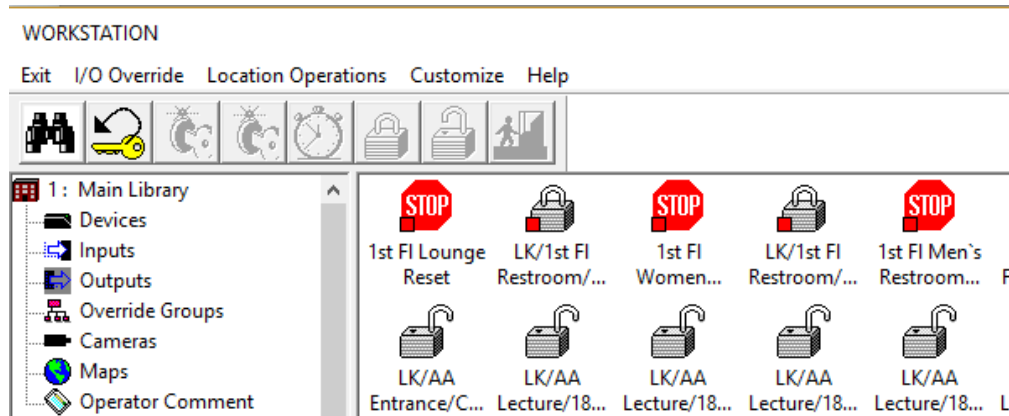 WORKSTATION
Exit I/O Override Location Operations Customize Help
1 : Main Library
Devices
Inputs
Outputs
Override Groups
Cameras
Maps
Operator Comment
STOP STOP STOP
1st Fl Lounge LK/1st Fl 1st Fl LK/1st Fl 1st Fl Men`s
Reset Restroom/... Women... Restroom/... Restroom...
LK/AA LK/AA LK/AA LK/AA LK/AA
Entrance/C... Lecture/18... Lecture/18... Lecture/18... Lecture/18...